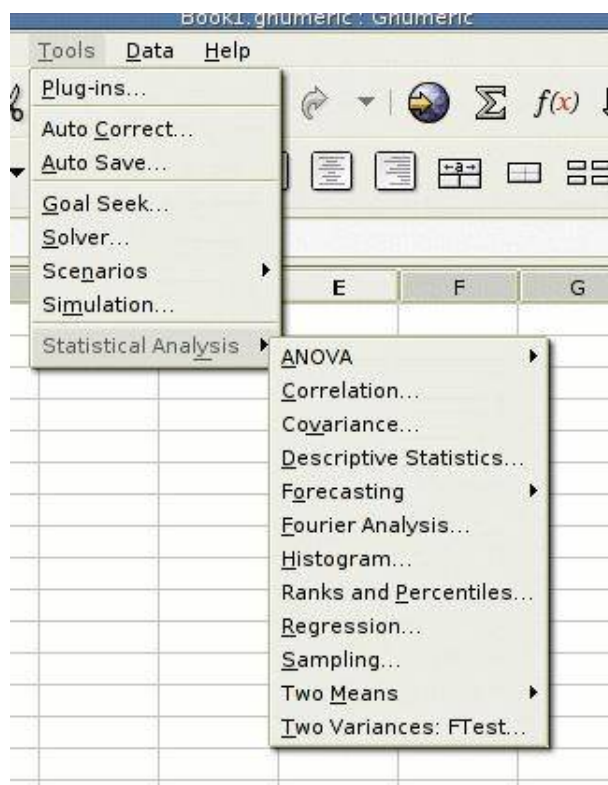 Book1.gnumeric : Gnumeric
Tools Data Help
Plug-ins...
Auto Correct...
Auto Save...
Goal Seek...
Solver...
Scenarios
Simulation...
Statistical Analysis
f(x)
a
E F G
ANOVA
Correlation...
Covariance...
Descriptive Statistics...
Forecasting
Fourier Analysis...
Histogram...
Ranks and Percentiles...
Regression...
Sampling...
Two Means
Two Variances: FTest...